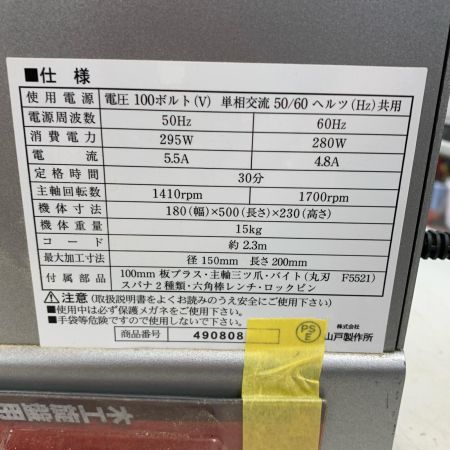 ■仕 様
使用電源 電圧 100ボルト(V) 単相交流 50/60 ヘルツ(Hz)共用
電源周波数 50Hz 60Hz
消費電力 295W 280W
電流 5.5A 4.8A
定格時間 30分
主軸回転数 1410rpm 1700rpm
機体寸法 180(幅)×500(長さ)×230(高さ)
機体重量 15kg
コード 約 2.3m
最大加工寸法 径 150mm 長さ 200mm
付属部品 100mm 板プラス・主軸三ツ爪・バイト(丸刃 F5521)
スパナ2種類・六角棒レンチ・ロックピン
⚠注意(取扱説明書をよくお読みのうえ安全にご使用下さい)
■使用中は必ず保護メガネをご使用下さい。
■手袋等危険ですので使用しないで下さい。
商品番号 490808
PS
E
株式会社
山戸製作所
木工旋盤用